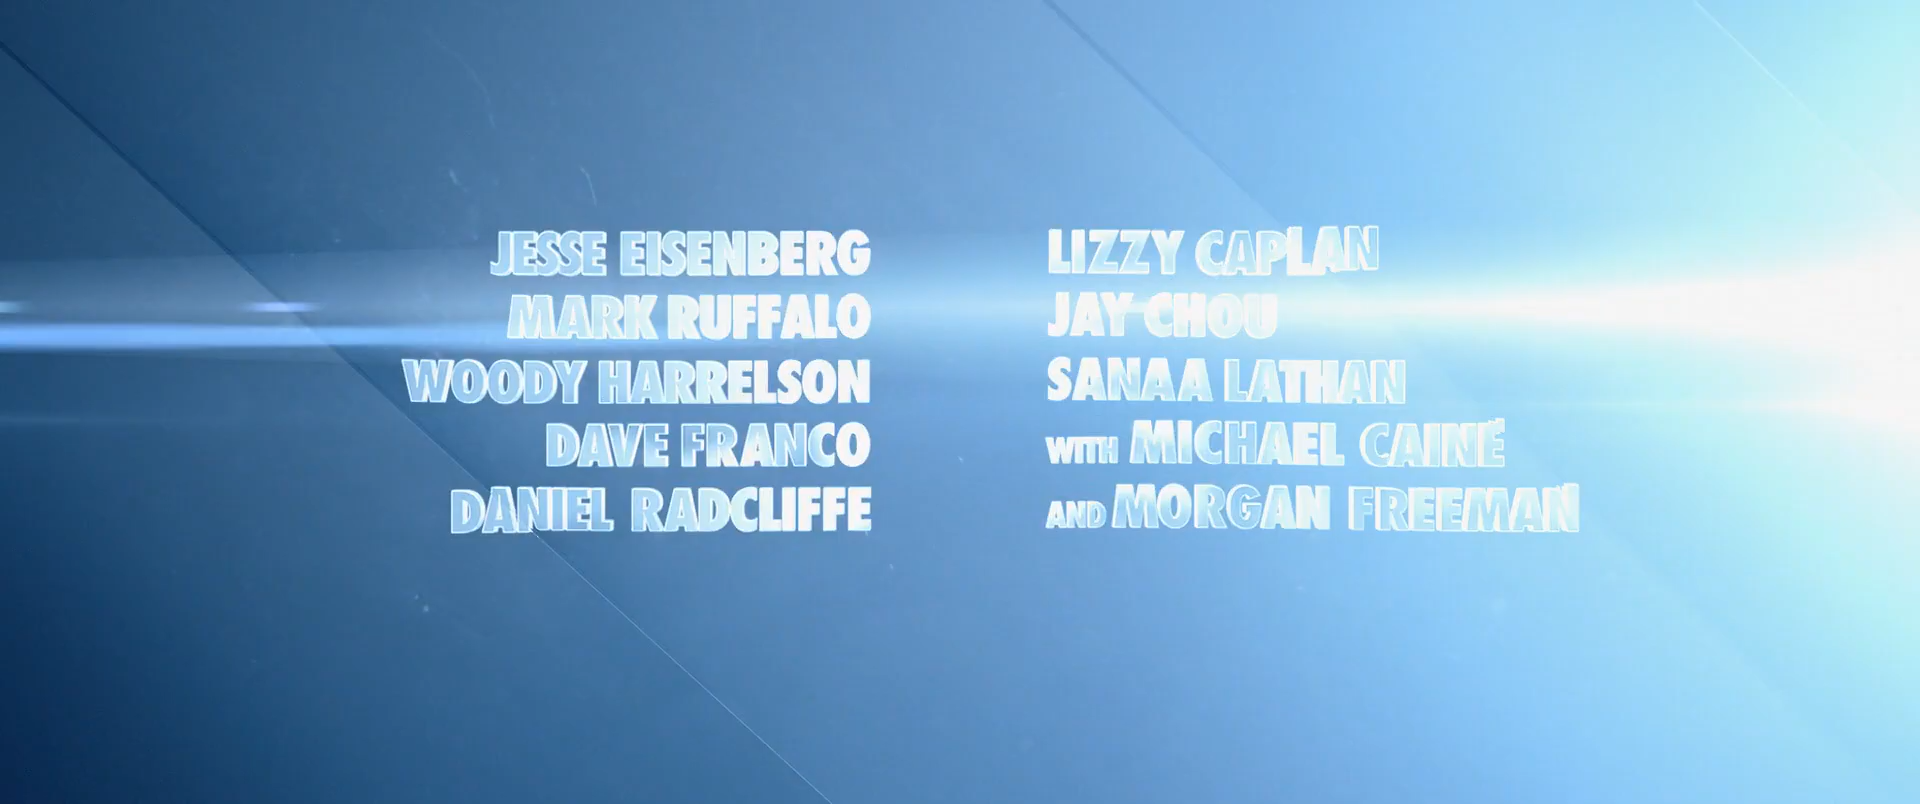 JESSE EISENBERG
MARK RUFFALO
WOODY HARRELSON
DAVE FRANCO
DANIEL RADCLIFFE
LIZZY CAPLAN
JAY CHOU
SANAA LATHAN
WITH MICHAEL CAINE
AND MORGAN FREEMAN